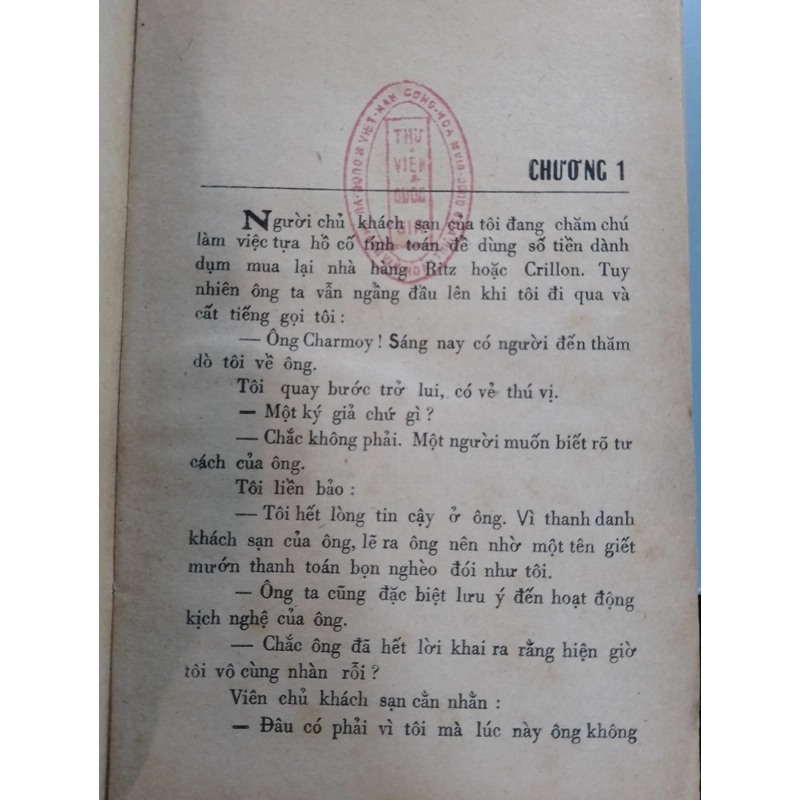 VIỆT-NAM CỘNG-HÒA
THƯ
VIỆN
QUỐC
GIA
CHƯƠNG 1
Người chủ khách sạn của tôi đang chăm chú
làm việc tựa hồ cố tính toán để dùng số tiền dành
dụm mua lại nhà hàng Ritz hoặc Crillon. Tuy
nhiên ông ta vẫn ngẩng đầu lên khi tôi đi qua và
cất tiếng gọi tôi :
— Ông Charmoy ! Sáng nay có người đến thăm
dò tôi về ông.
Tôi quay bước trở lui, có vẻ thú vị.
— Một ký giả chứ gì ?
— Chắc không phải. Một người muốn biết rõ tư
cách của ông.
Tôi liền bảo :
— Tôi hết lòng tin cậy ở ông. Vì thanh danh
khách sạn của ông, lẽ ra ông nên nhờ một tên giết
mướn thanh toán bọn nghèo đói như tôi.
— Ông ta cũng đặc biệt lưu ý đến hoạt động
kịch nghệ của ông.
— Chắc ông đã hết lời khai ra rằng hiện giờ
tôi vô cùng nhàn rỗi ?
Viên chủ khách sạn cằn nhằn :
— Đâu có phải vì tôi mà lúc này ông không